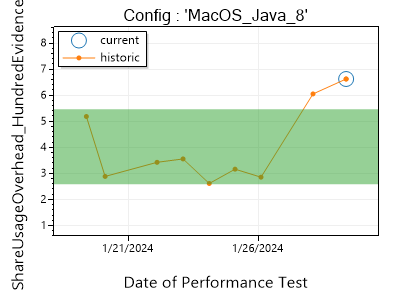 Config : 'MacOS_Java_8'
current
historic
ShareUsageOverhead_HundredEvidence
8
7
6
5
4
3
2
1
1/21/2024
1/26/2024
Date of Performance Test